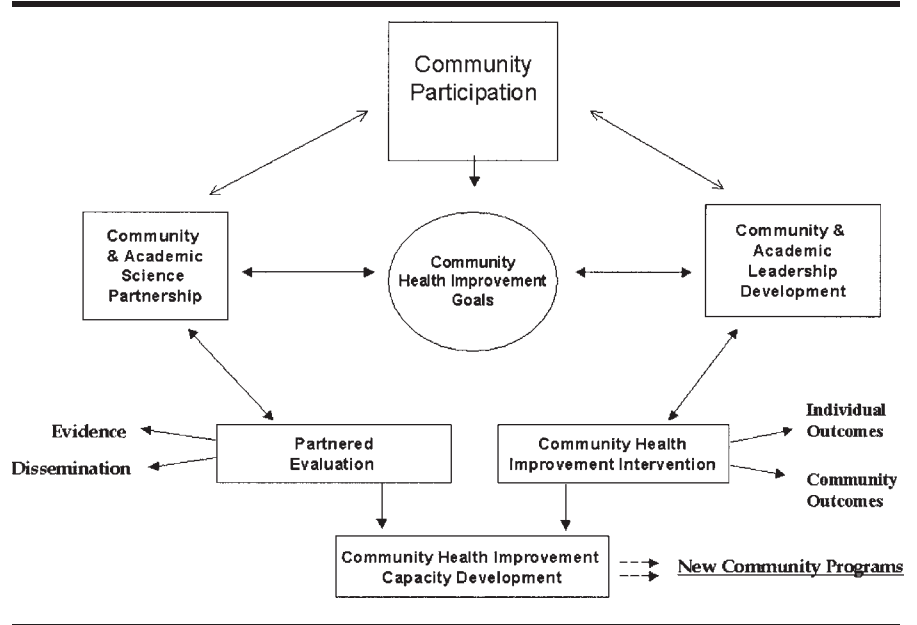 Community
Participation
Community
& Academic
Science
Partnership
Community
Health Improvement
Goals
Community &
Academic
Leadership
Development
Evidence
Dissemination
Partnered
Evaluation
Community Health
Improvement Intervention
Individual
Outcomes
Community
Outcomes
Community Health Improvement
Capacity Development
New Community Programs